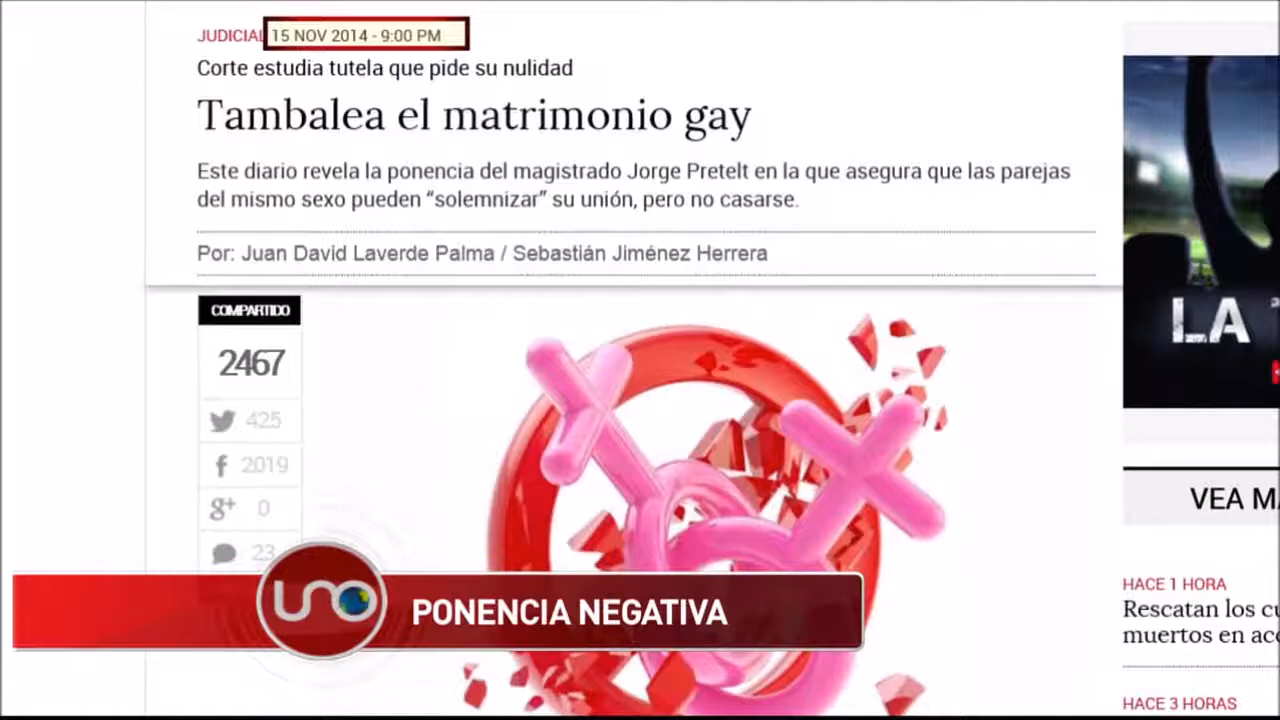 JUDICIAL 15 NOV 2014 - 9:00 PM
Corte estudia tutela que pide su nulidad
Tambalea el matrimonio gay
Este diario revela la ponencia del magistrado Jorge Pretelt en la que asegura que las parejas
del mismo sexo pueden “solemnizar” su unión, pero no casarse.
Por: Juan David Laverde Palma / Sebastián Jiménez Herrera
COMPARTIDO
2467
425
2019
g+ 0
23
LA
UNO
PONENCIA NEGATIVA
VEA
HACE 1 HORA
Rescatan los
muertos en
HACE 3 HORAS